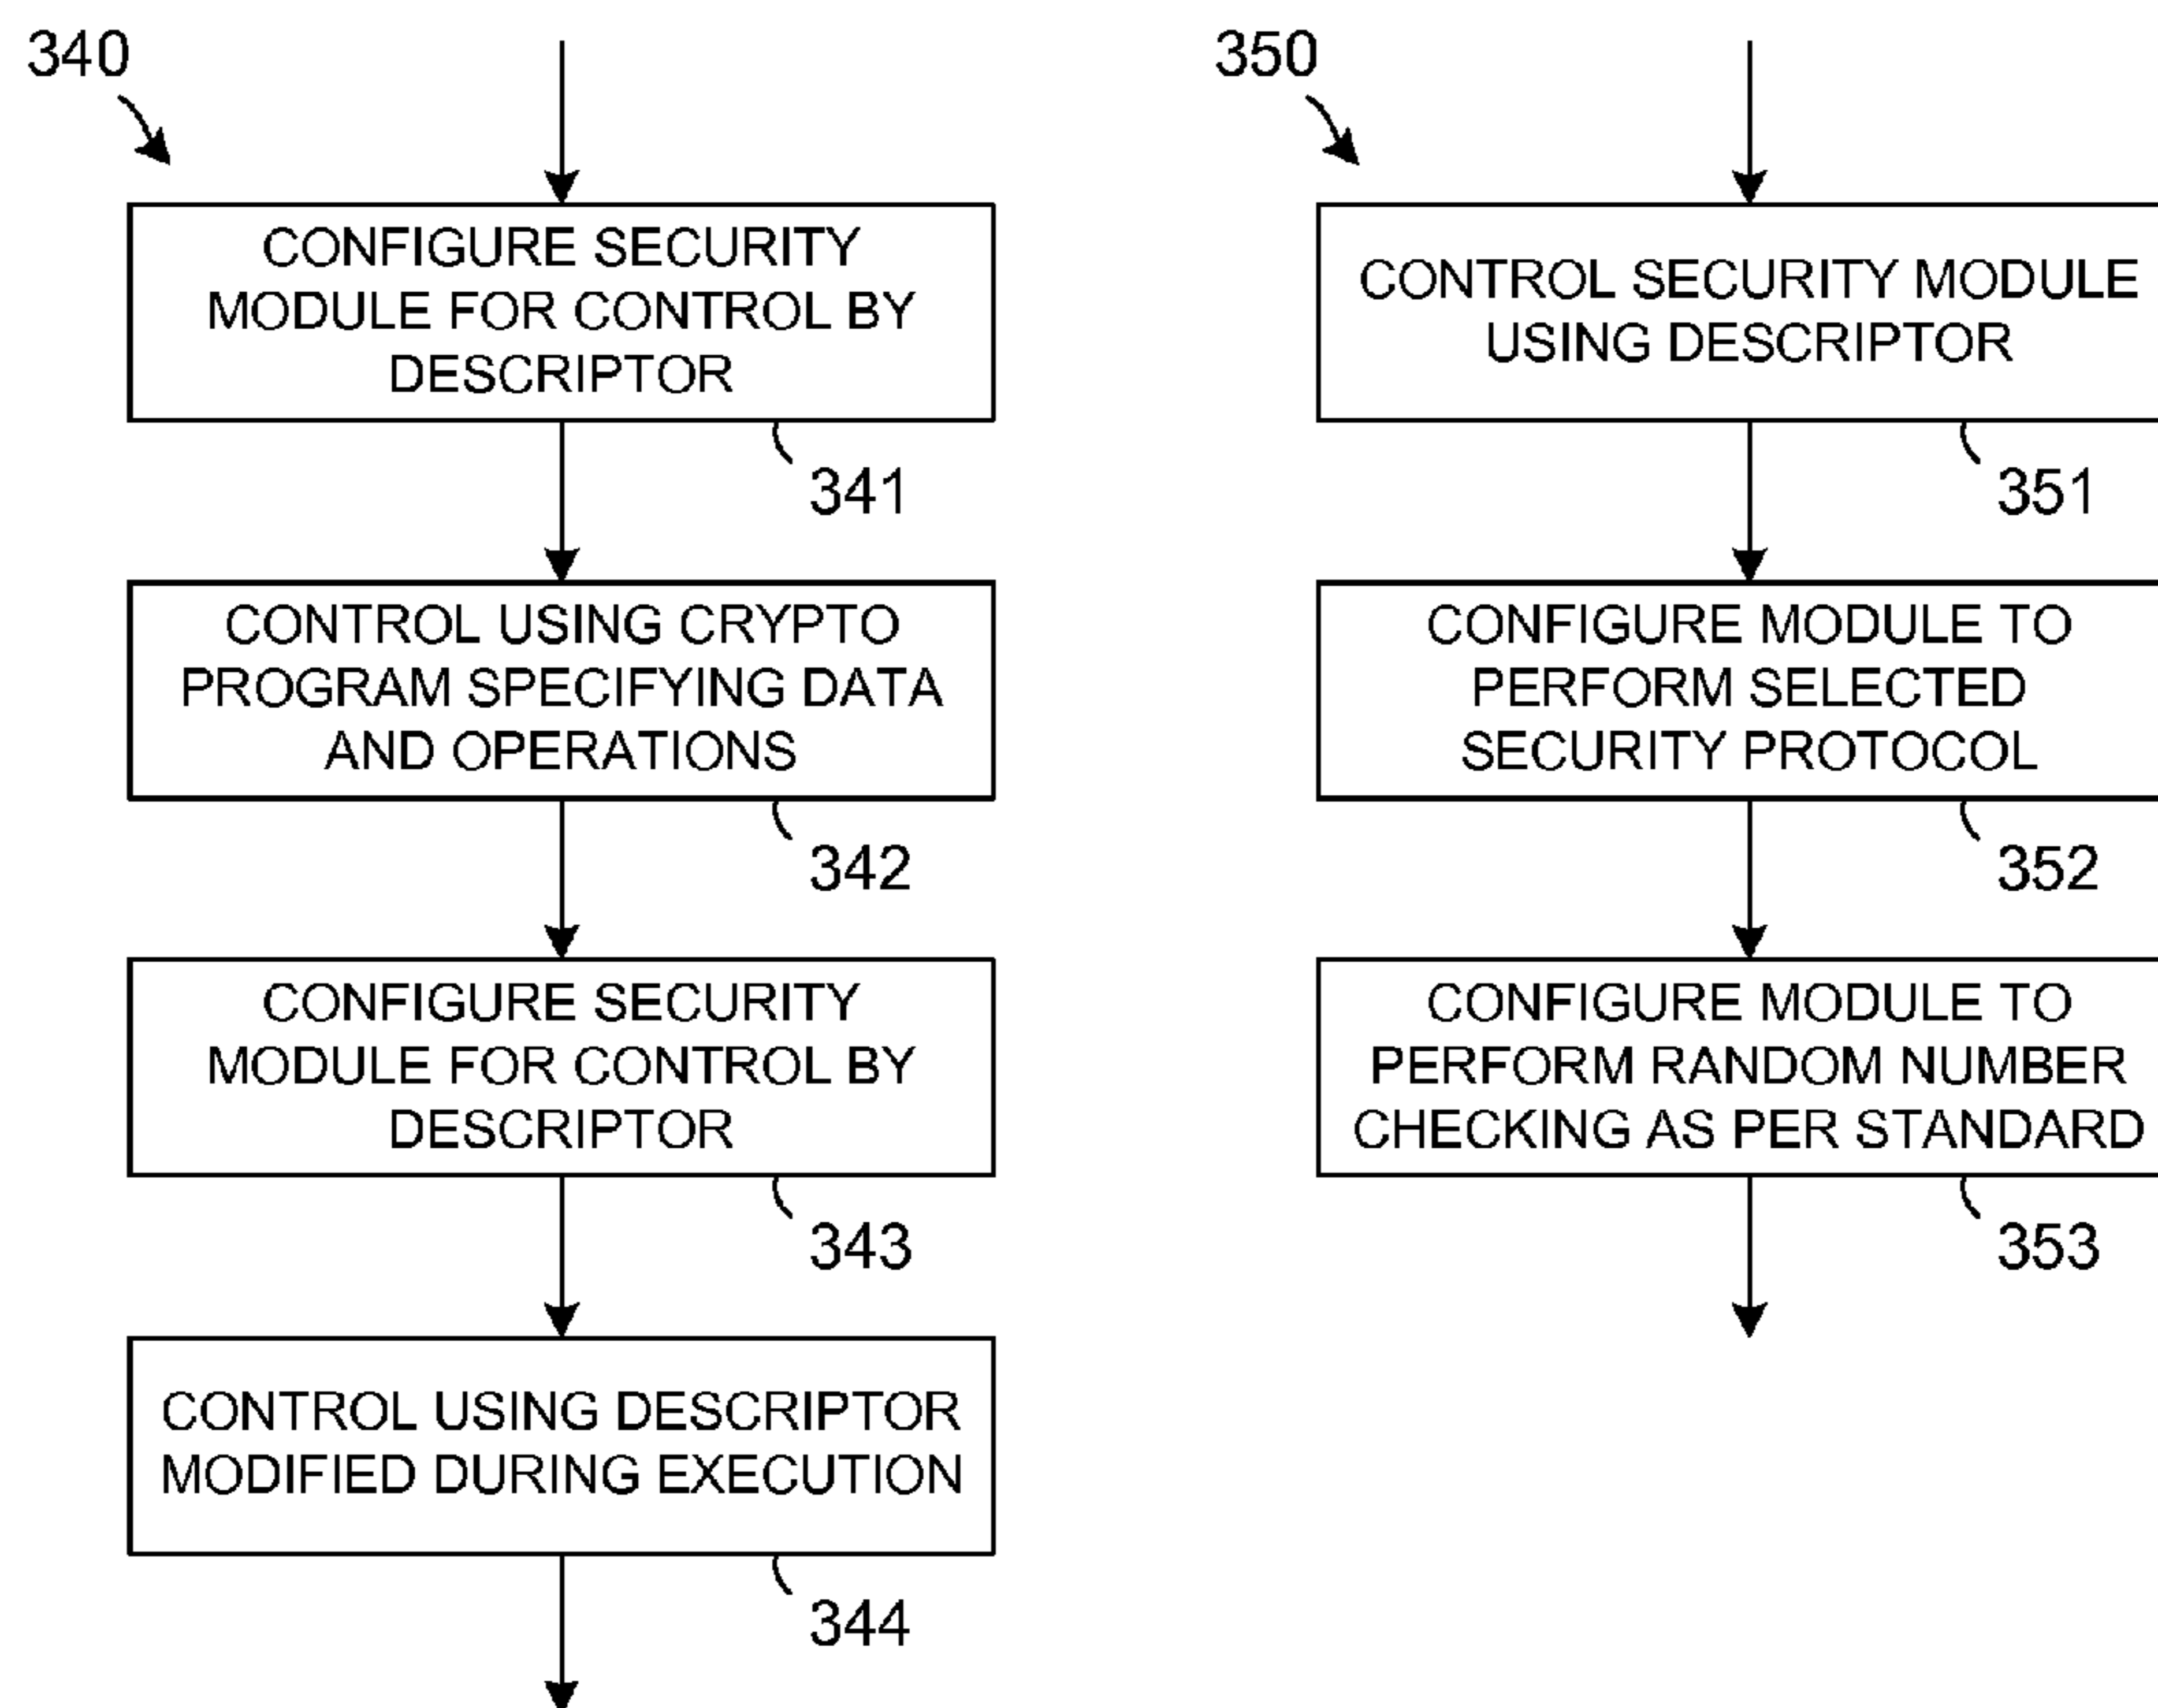 340
CONFIGURE SECURITY
MODULE FOR CONTROL BY
DESCRIPTOR
341
CONTROL USING CRYPTO
PROGRAM SPECIFYING DATA
AND OPERATIONS
342
CONFIGURE SECURITY
MODULE FOR CONTROL BY
DESCRIPTOR
343
CONTROL USING DESCRIPTOR
MODIFIED DURING EXECUTION
344
350
CONTROL SECURITY MODULE
USING DESCRIPTOR
351
CONFIGURE MODULE TO
PERFORM SELECTED
SECURITY PROTOCOL
352
CONFIGURE MODULE TO
PERFORM RANDOM NUMBER
CHECKING AS PER STANDARD
353